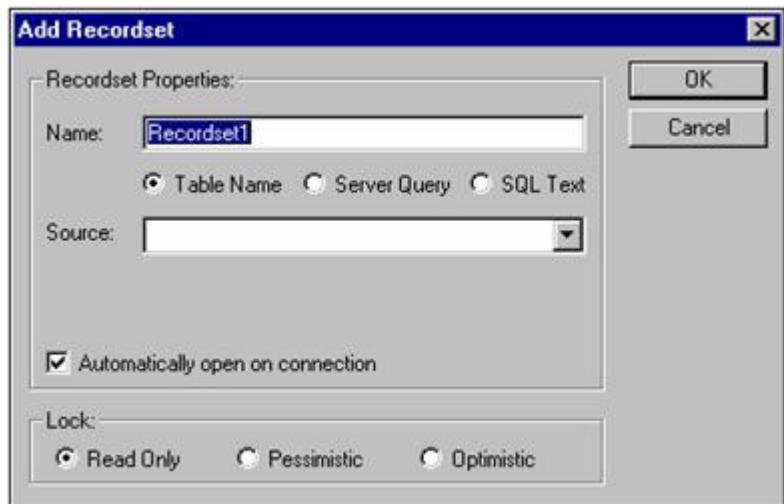 Add Recordset
Recordset Properties:
OK
Name: Recordset1
Cancel
Table Name Server Query SQL Text
Source:
Automatically open on connection
Lock:
Read Only Pessimistic Optimistic